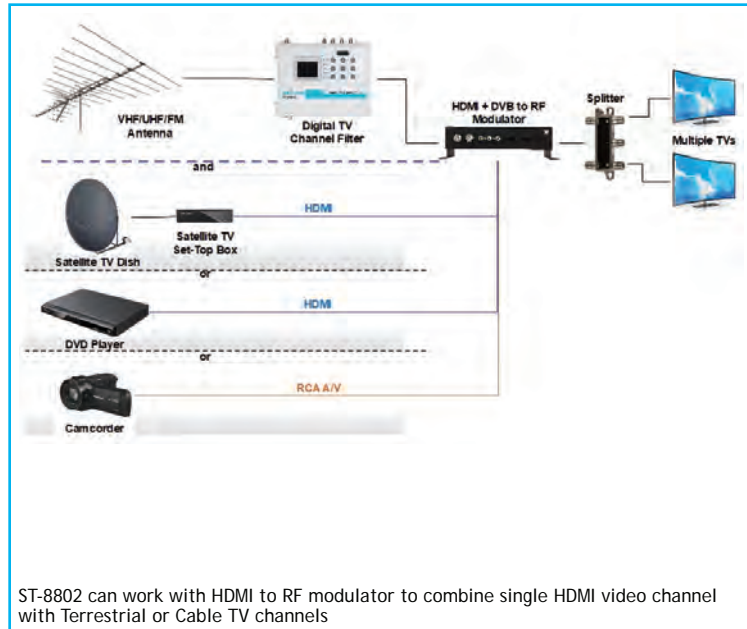 VHF/UHF/FM
Antenna
Digital TV
Channel Filter
HDMI + DVB to RF
Modulator
Splitter
Multiple TVs
and
HDMI
Satellite TV
Set-Top Box
Satellite TV Dish
or
HDMI
DVD Player
or
RCA A/V
Camcorder
ST-8802 can work with HDMI to RF modulator to combine single HDMI video channel
with Terrestrial or Cable TV channels